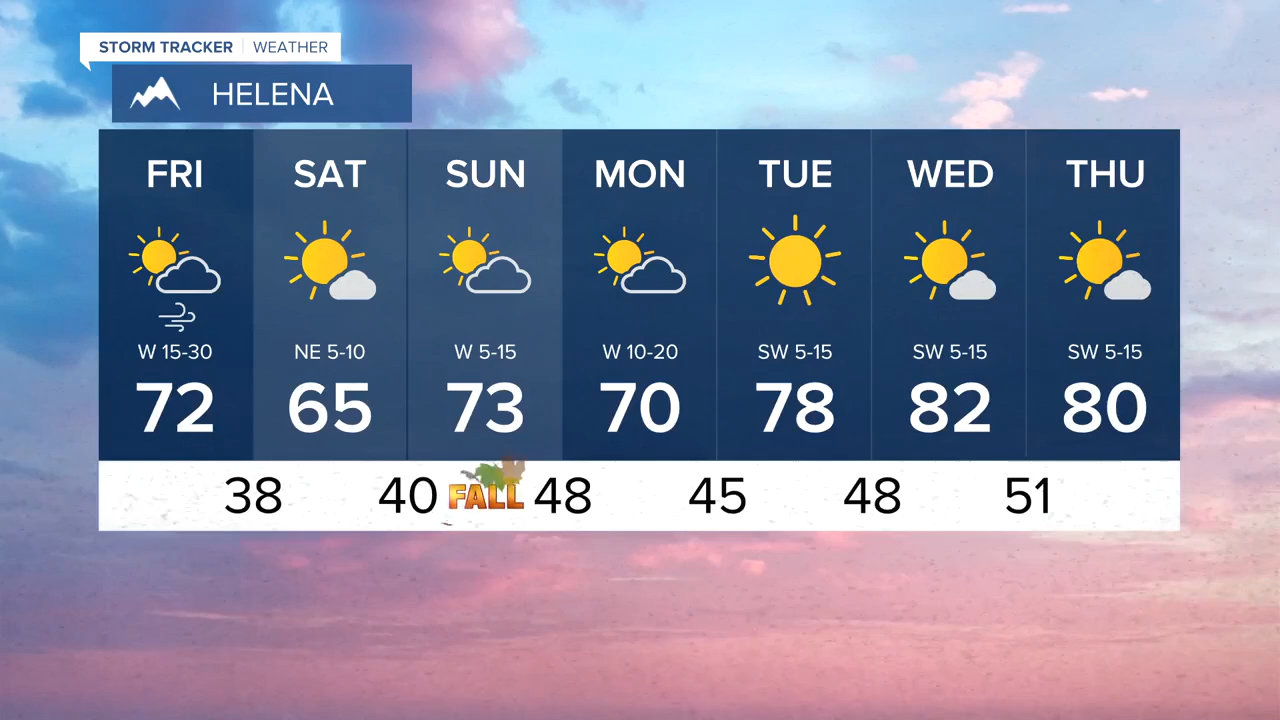 STORM TRACKER | WEATHER
HELENA
FRI SAT SUN MON TUE WED THU
W 15-30 NE 5-10 W 5-15 W 10-20 SW 5-15 SW 5-15 SW 5-15
72 65 73 70 78 82 80
38 40 FALL 48 45 48 51